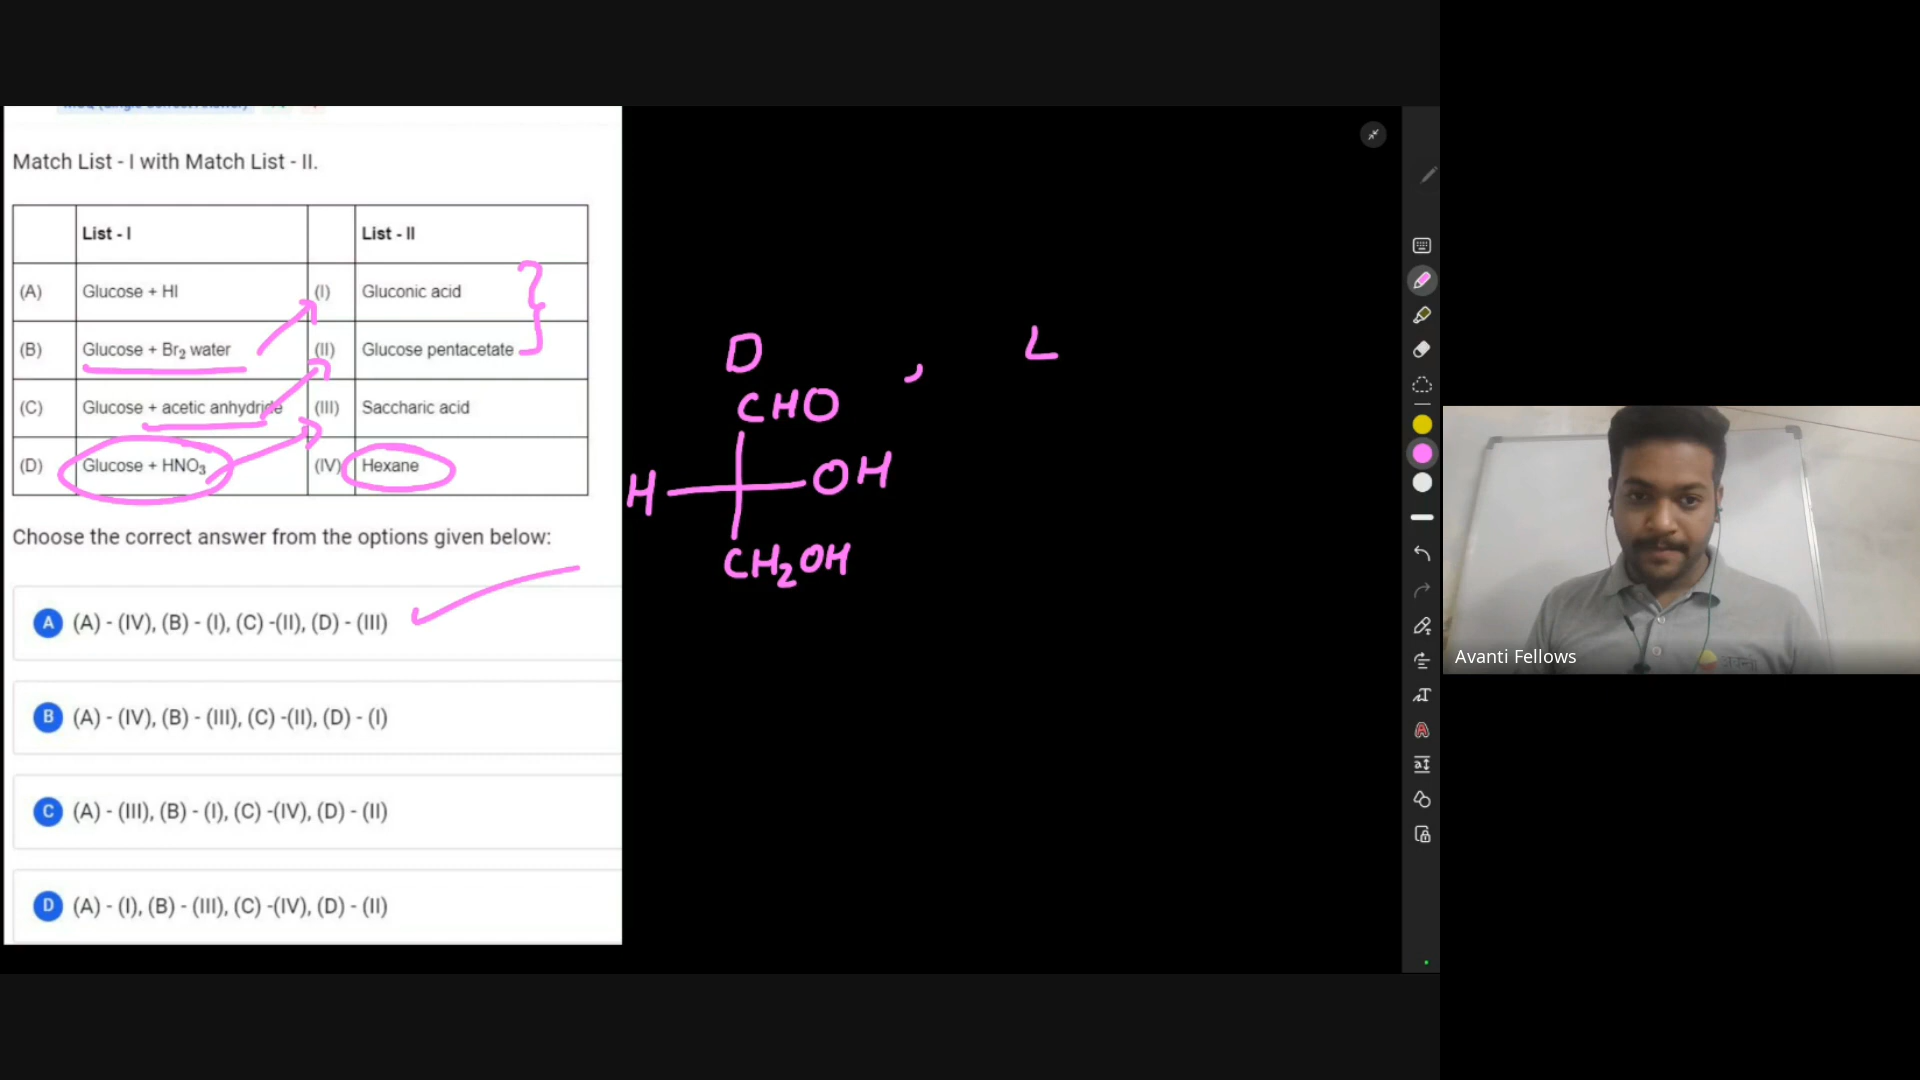 Match List - I with Match List - II.
List - I List - II
(A) Glucose + HI (I) Gluconic acid
(B) Glucose + Br₂ water (II) Glucose pentacetate
(C) Glucose + acetic anhydride (III) Saccharic acid
(D) Glucose + HNO₃ (IV) Hexane
Choose the correct answer from the options given below:
A (A) - (IV), (B) - (I), (C) -(II), (D) - (III)
B (A) - (IV), (B) - (III), (C) -(II), (D) - (I)
C (A) - (III), (B) - (I), (C) -(IV), (D) - (II)
D (A) - (I), (B) - (III), (C) -(IV), (D) - (II)
D , L
CHO
H OH
CH₂OH
Avanti Fellows